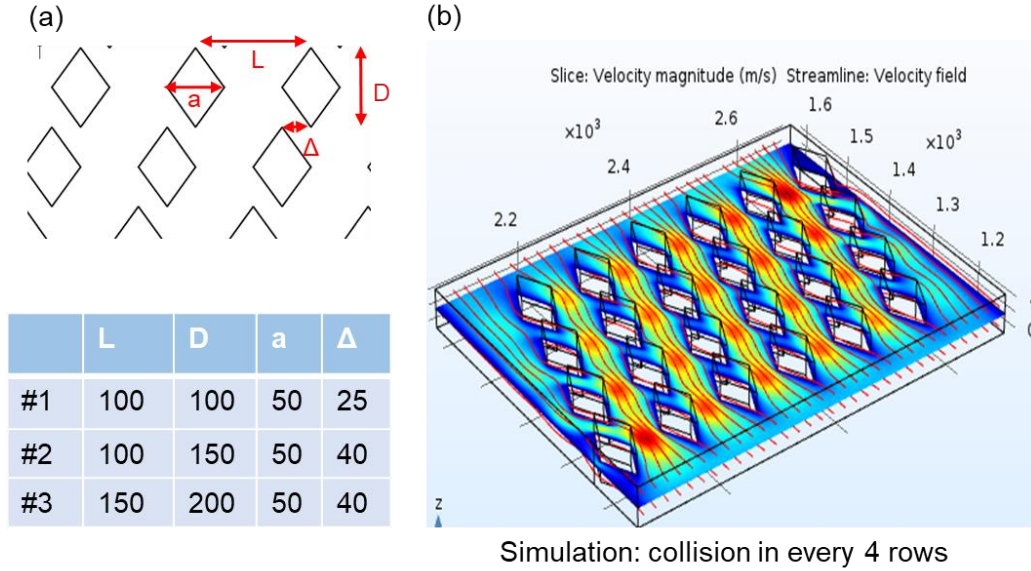 (a)
L
D
a
Δ
L D a Δ
#1 100 100 50 25
#2 100 150 50 40
#3 150 200 50 40
(b)
Slice: Velocity magnitude (m/s) Streamline: Velocity field
×10³ 2.6 1.6
2.4 1.5 ×10³
2.2 1.4
1.3
1.2
z
Simulation: collision in every 4 rows